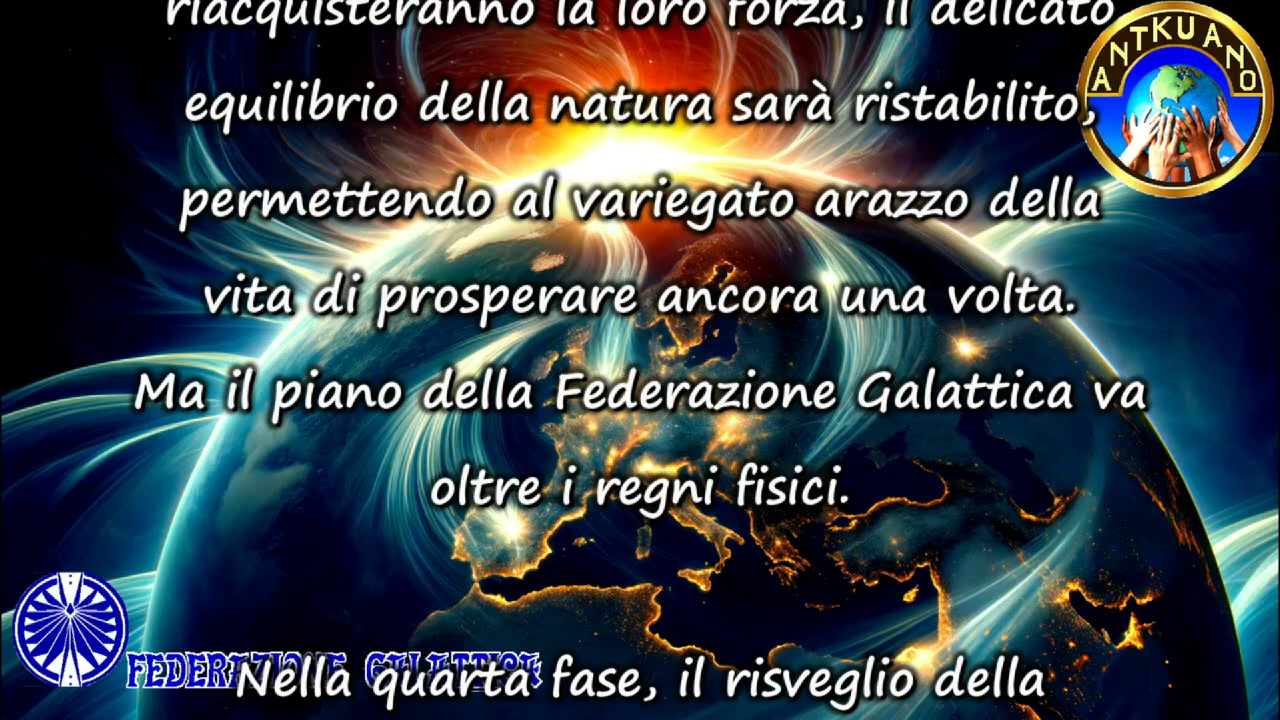 riacquisteranno la loro forza, il delicato
equilibrio della natura sarà ristabilito,
permettendo al variegato arazzo della
vita di prosperare ancora una volta.
Ma il piano della Federazione Galattica va
oltre i regni fisici.
Nella quarta fase, il risveglio della
ANTKUANO
FEDERAZIONE GALATTICA